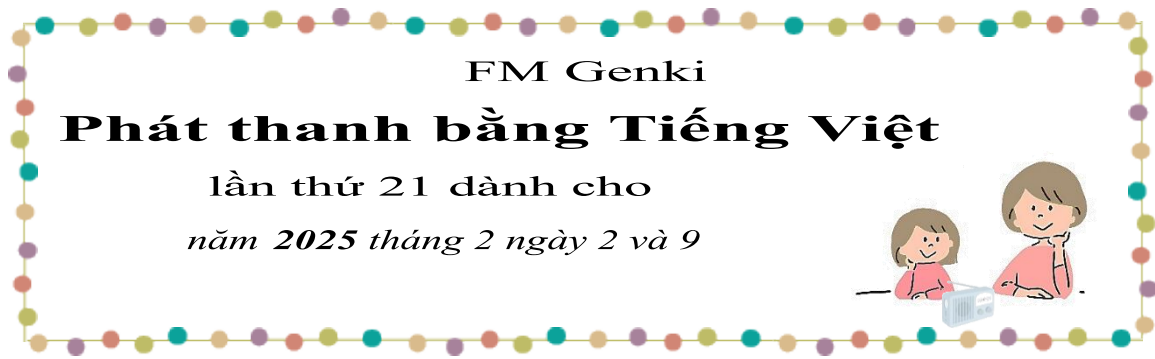 FM Genki
Phát thanh bằng Tiếng Việt
lần thứ 21 dành cho
năm 2025 tháng 2 ngày 2 và 9